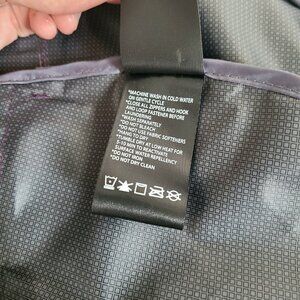 *MACHINE WASH IN COLD WATER
ON GENTLE CYCLE
*CLOSE ALL ZIPPERS AND HOOK
AND LOOP FASTENER BEFORE
LAUNDERING
*WASH SEPARATELY
*DO NOT BLEACH
*DO NOT USE FABRIC SOFTENERS
*HANG TO DRY
*TUMBLE DRY AT LOW HEAT FOR
5-10 MIN TO REACTIVATE
SURFACE WATER REPELLENCY
*DO NOT IRON
*DO NOT DRY CLEAN